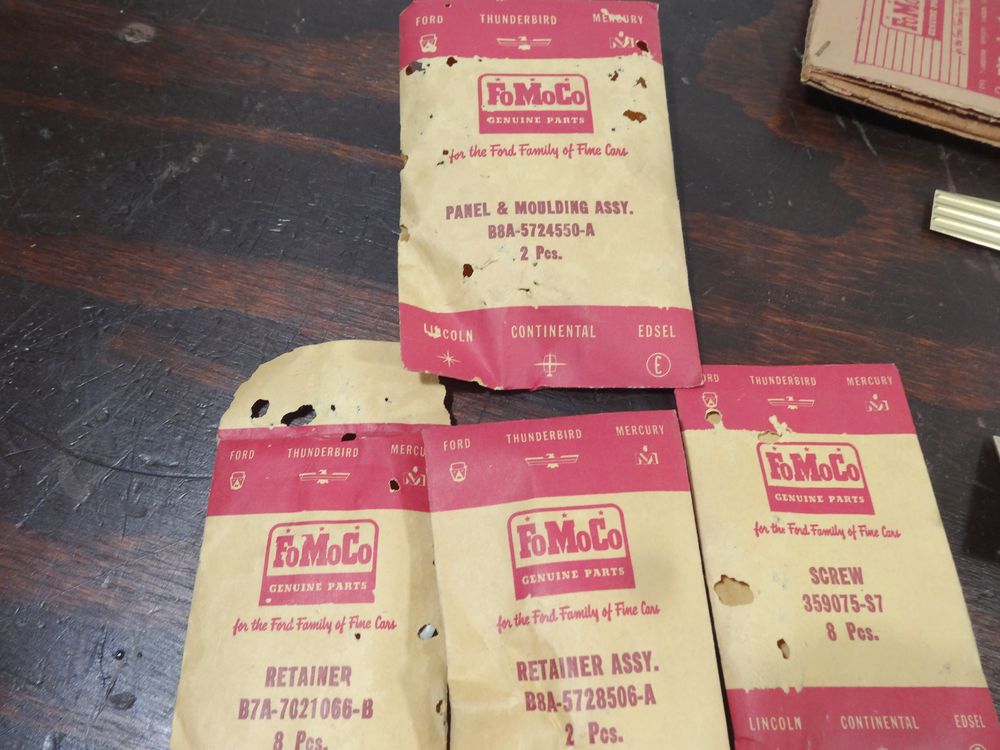 FORD THUNDERBIRD MERCURY
FoMoCo
GENUINE PARTS
for the Ford Family of Fine Cars
PANEL & MOULDING ASSY.
B8A-5724550-A
2 Pcs.
LINCOLN CONTINENTAL EDSEL
E
FORD THUNDERBIRD MERCU
FoMoCo
GENUINE PARTS
for the Ford Family of Fine Cars
RETAINER
B7A-7021066-B
8 Pcs.
FORD THUNDERBIRD MERCURY
FoMoCo
GENUINE PARTS
for the Ford Family of Fine Cars
RETAINER ASSY.
B8A-5728506-A
2 Pcs.
RD THUNDERBIRD MERCURY
FoMoCo
GENUINE PARTS
for the Ford Family of Fine Cars
SCREW
359075-S7
8 Pcs.
LINCOLN CONTINENTAL EDSEL
FoMoCo